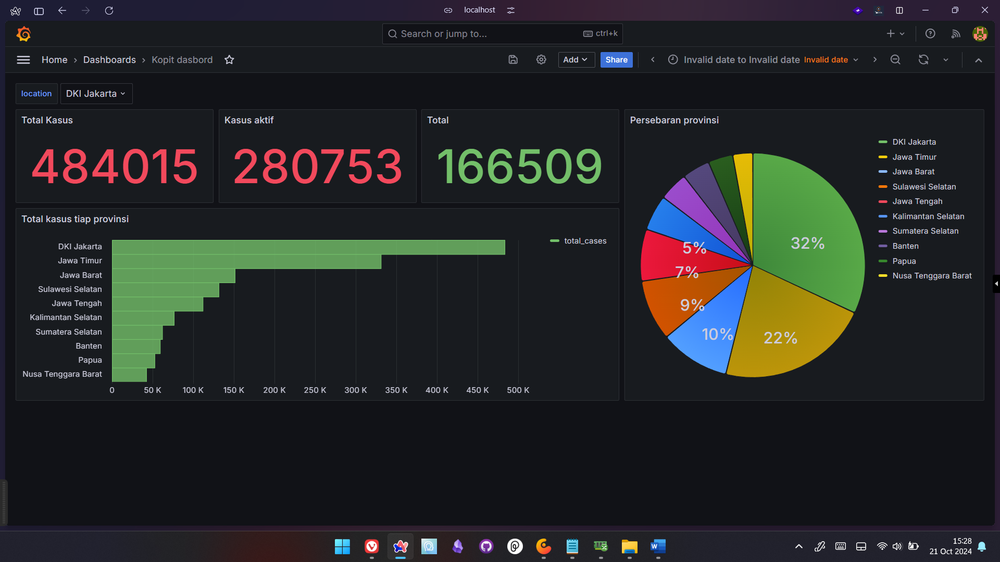 localhost
Search or jump to...
ctrl+k
Home › Dashboards › Kopit dasbord
Add
Share
Invalid date to Invalid date Invalid date
location
DKI Jakarta
Total Kasus
484015
Kasus aktif
280753
Total
166509
Total kasus tiap provinsi
DKI Jakarta
Jawa Timur
Jawa Barat
Sulawesi Selatan
Jawa Tengah
Kalimantan Selatan
Sumatera Selatan
Banten
Papua
Nusa Tenggara Barat
0 50 K 100 K 150 K 200 K 250 K 300 K 350 K 400 K 450 K 500 K
total_cases
Persebaran provinsi
32%
22%
10%
9%
7%
5%
DKI Jakarta
Jawa Timur
Jawa Barat
Sulawesi Selatan
Jawa Tengah
Kalimantan Selatan
Sumatera Selatan
Banten
Papua
Nusa Tenggara Barat
15:28
21 Oct 2024